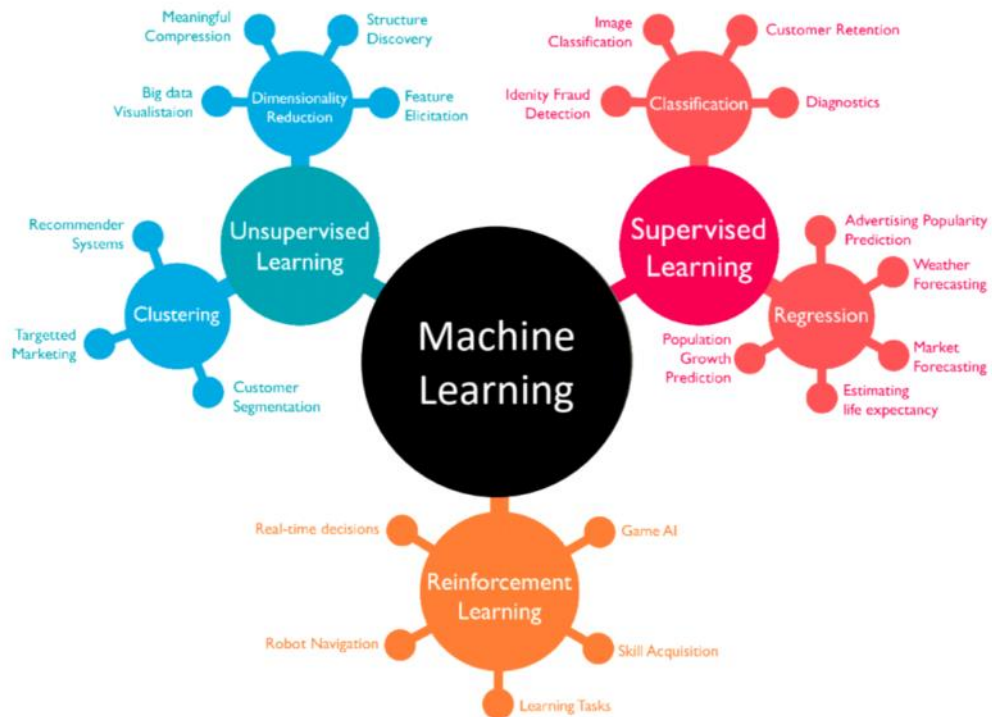 Meaningful
Compression
Structure
Discovery
Big data
Visualistaion
Dimensionality
Reduction
Feature
Elicitation
Image
Classification
Customer Retention
Idenity Fraud
Detection
Classification
Diagnostics
Recommender
Systems
Unsupervised
Learning
Clustering
Targetted
Marketing
Customer
Segmentation
Supervised
Learning
Advertising Popularity
Prediction
Weather
Forecasting
Regression
Population
Growth
Prediction
Market
Forecasting
Estimating
life expectancy
Machine
Learning
Real-time decisions
Game AI
Reinforcement
Learning
Robot Navigation
Skill Acquisition
Learning Tasks